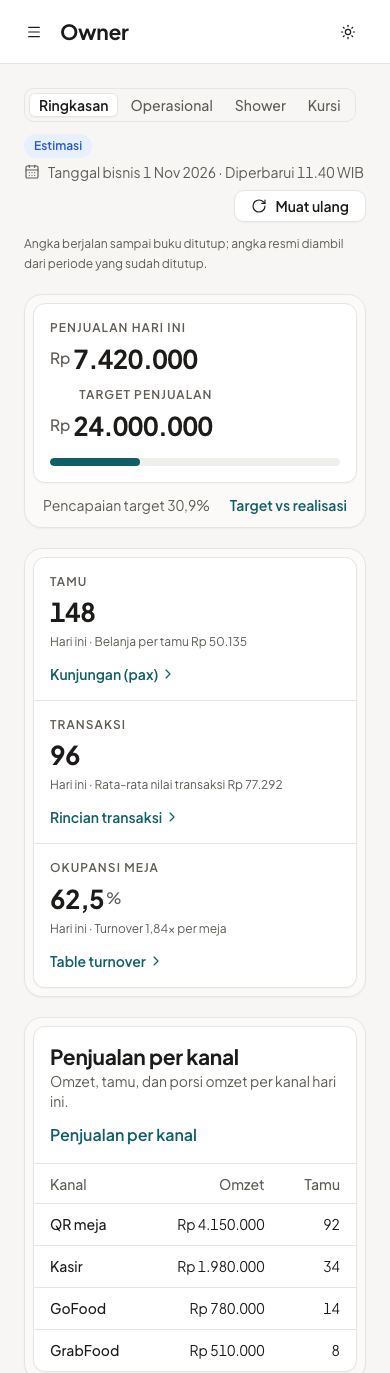 Owner
Ringkasan Operasional Shower Kursi
Estimasi
Tanggal bisnis 1 Nov 2026 · Diperbarui 11.40 WIB
Muat ulang
Angka berjalan sampai buku ditutup; angka resmi diambil
dari periode yang sudah ditutup.
PENJUALAN HARI INI
Rp 7.420.000
TARGET PENJUALAN
Rp 24.000.000
Pencapaian target 30,9% Target vs realisasi
TAMU
148
Hari ini · Belanja per tamu Rp 50.135
Kunjungan (pax)
TRANSAKSI
96
Hari ini · Rata-rata nilai transaksi Rp 77.292
Rincian transaksi
OKUPANSI MEJA
62,5%
Hari ini · Turnover 1,84× per meja
Table turnover
Penjualan per kanal
Omzet, tamu, dan porsi omzet per kanal hari
ini.
Penjualan per kanal
Kanal Omzet Tamu
QR meja Rp 4.150.000 92
Kasir Rp 1.980.000 34
GoFood Rp 780.000 14
GrabFood Rp 510.000 8